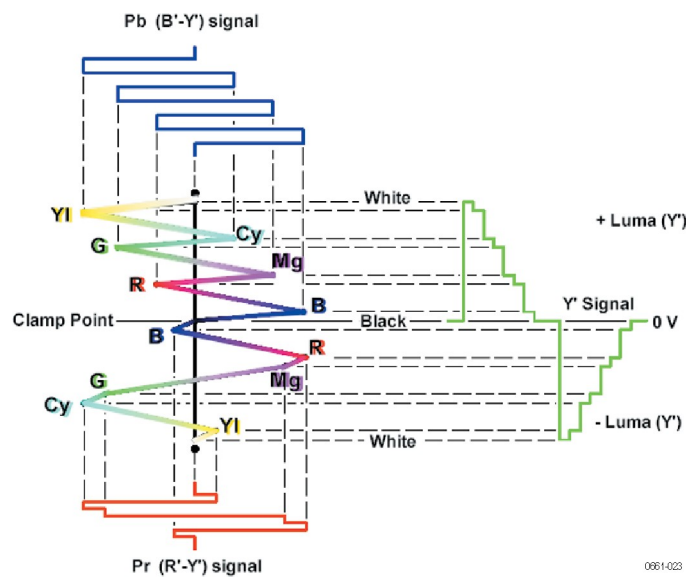 Pb (B'-Y') signal
White
Yl
+ Luma (Y')
Cy
G
Mg
R
Y' Signal
B
Clamp Point
Black
0 V
B
R
Mg
G
Cy
Yl
- Luma (Y')
White
Pr (R'-Y') signal
0661-023